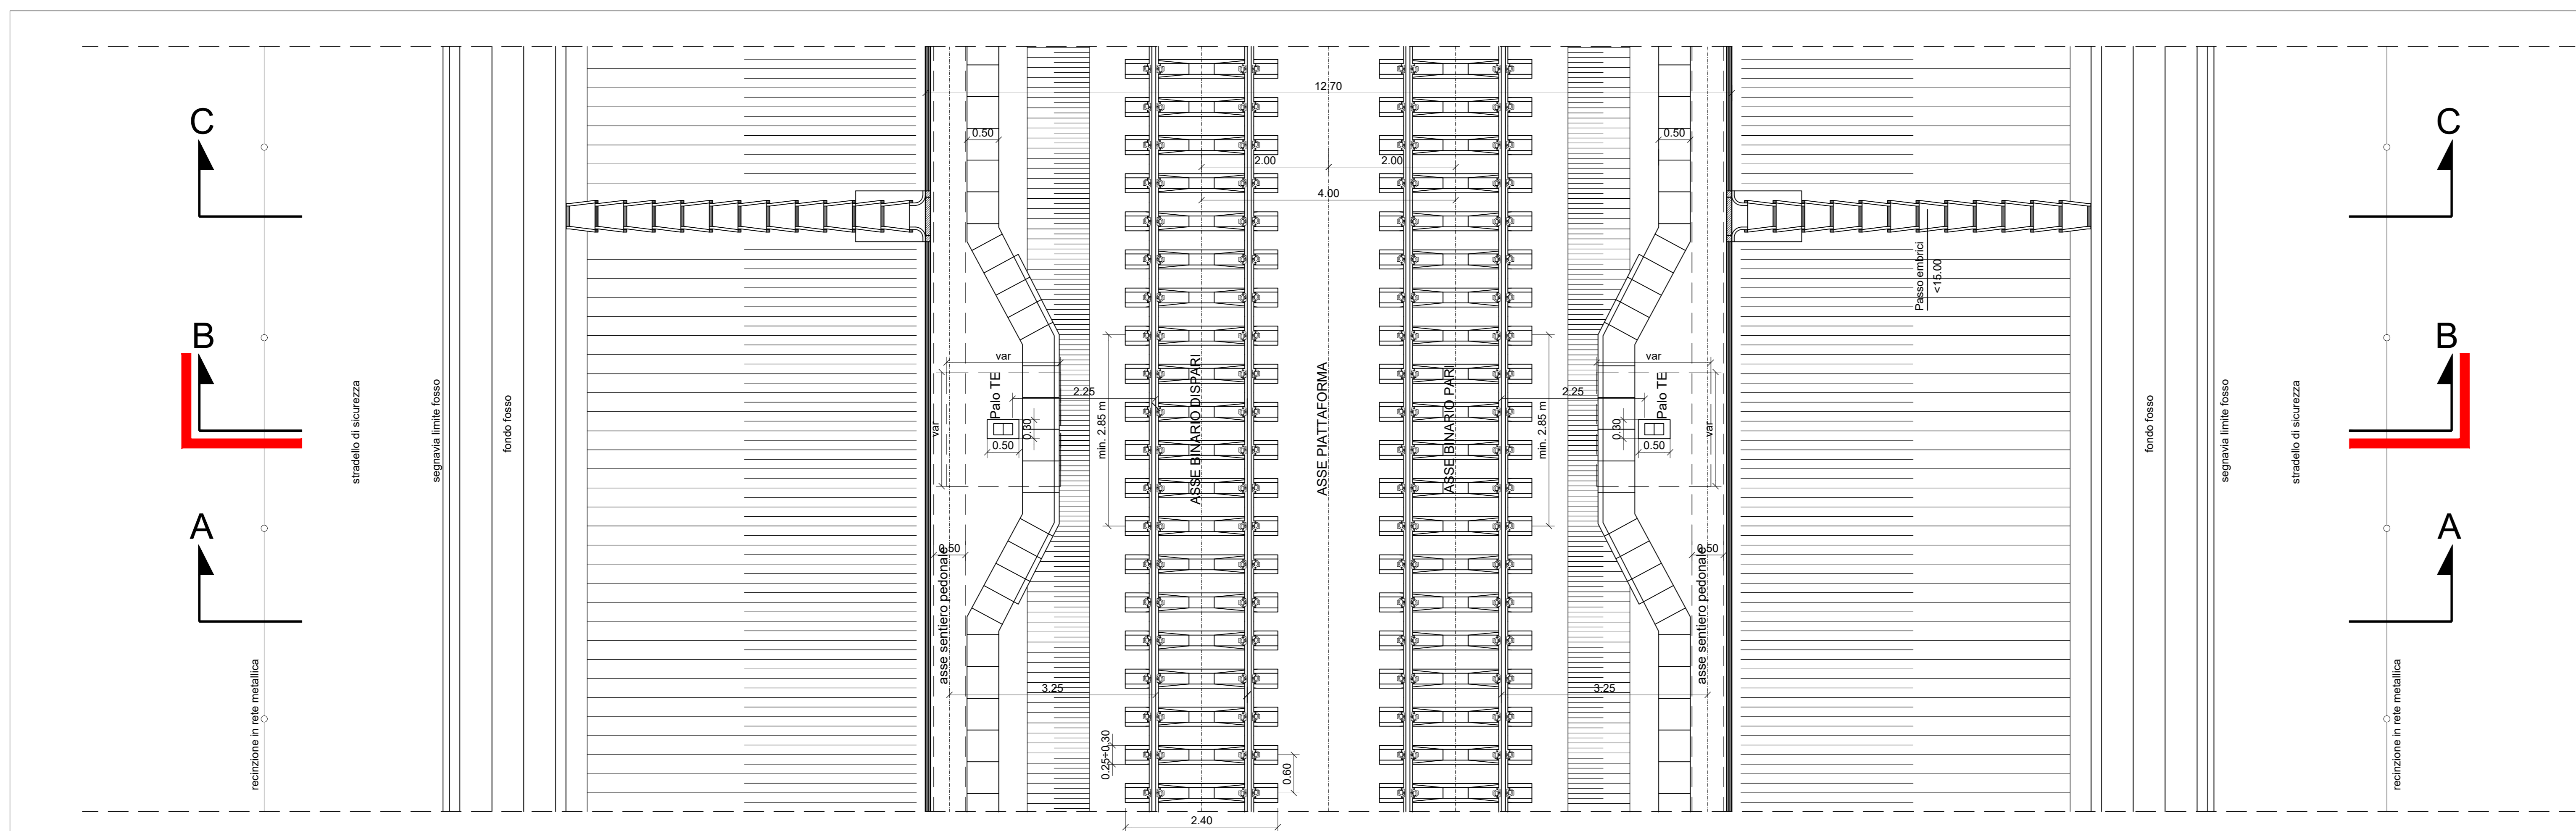 12.70
C
C
0.50
0.50
2.00
2.00
4.00
Passo embrici
<15.00
B
B
var
var
2.25
2.25
Palo TE
Palo TE
stradello di sicurezza
segnavia limite fosso
fondo fosso
var
0.50
0.30
min. 2.85 m
ASSE BINARIO DISPARI
ASSE PIATTAFORMA
ASSE BINARIO PARI
min. 2.85 m
0.30
0.50
var
fondo fosso
segnavia limite fosso
stradello di sicurezza
A
A
0.50
0.50
asse sentiero pedonale
asse sentiero pedonale
3.25
3.25
recinzione in rete metallica
recinzione in rete metallica
0.25÷0.30
0.60
2.40